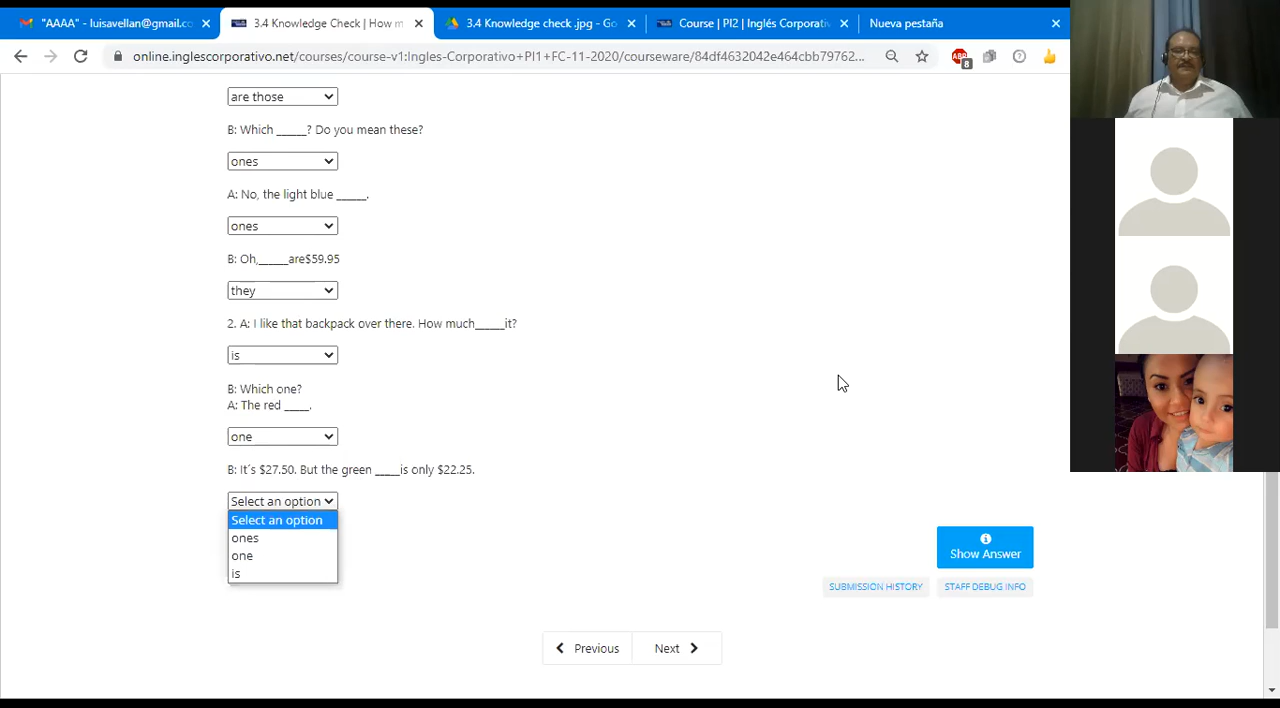 "AAAA" - luisavellan@gmail.co
3.4 Knowledge Check | How m
3.4 Knowledge check .jpg - Go
Course | PI2 | Inglés Corporativ
Nueva pestaña
online.inglescorporativo.net/courses/course-v1:Ingles-Corporativo+PI1+FC-11-2020/courseware/84df4632042e464cbb79762...
8
are those
B: Which _____? Do you mean these?
ones
A: No, the light blue _____.
ones
B: Oh,_____are$59.95
they
2. A: I like that backpack over there. How much_____it?
is
B: Which one?
A: The red ____.
one
B: It´s $27.50. But the green ____is only $22.25.
Select an option
Select an option
ones
one
is
Show Answer
SUBMISSION HISTORY
STAFF DEBUG INFO
Previous
Next